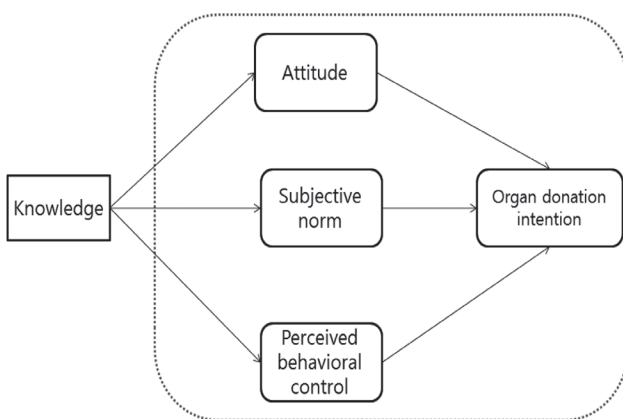 Attitude
Knowledge
Subjective
norm
Organ donation
intention
Perceived
behavioral
control